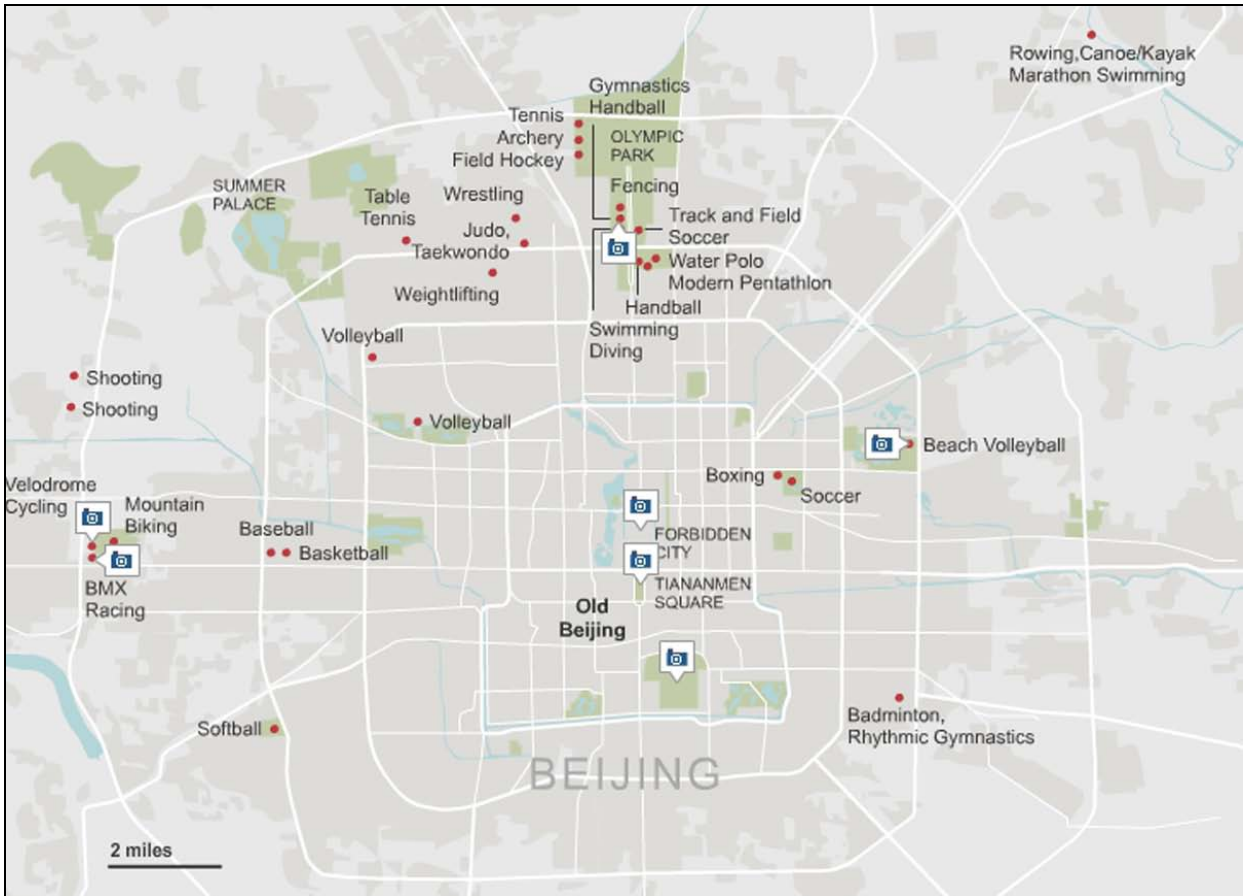 Rowing,Canoe/Kayak
Marathon Swimming
Gymnastics
Handball
Tennis
Archery
Field Hockey
OLYMPIC
PARK
Fencing
SUMMER
PALACE
Table
Tennis
Wrestling
Judo,
Taekwondo
Track and Field
Soccer
Water Polo
Modern Pentathlon
Weightlifting
Handball
Swimming
Diving
Volleyball
Shooting
Shooting
Volleyball
Beach Volleyball
Boxing
Soccer
Velodrome
Cycling
Mountain
Biking
Baseball
Basketball
FORBIDDEN
CITY
BMX
Racing
TIANANMEN
SQUARE
Old
Beijing
Softball
Badminton,
Rhythmic Gymnastics
BEIJING
2 miles